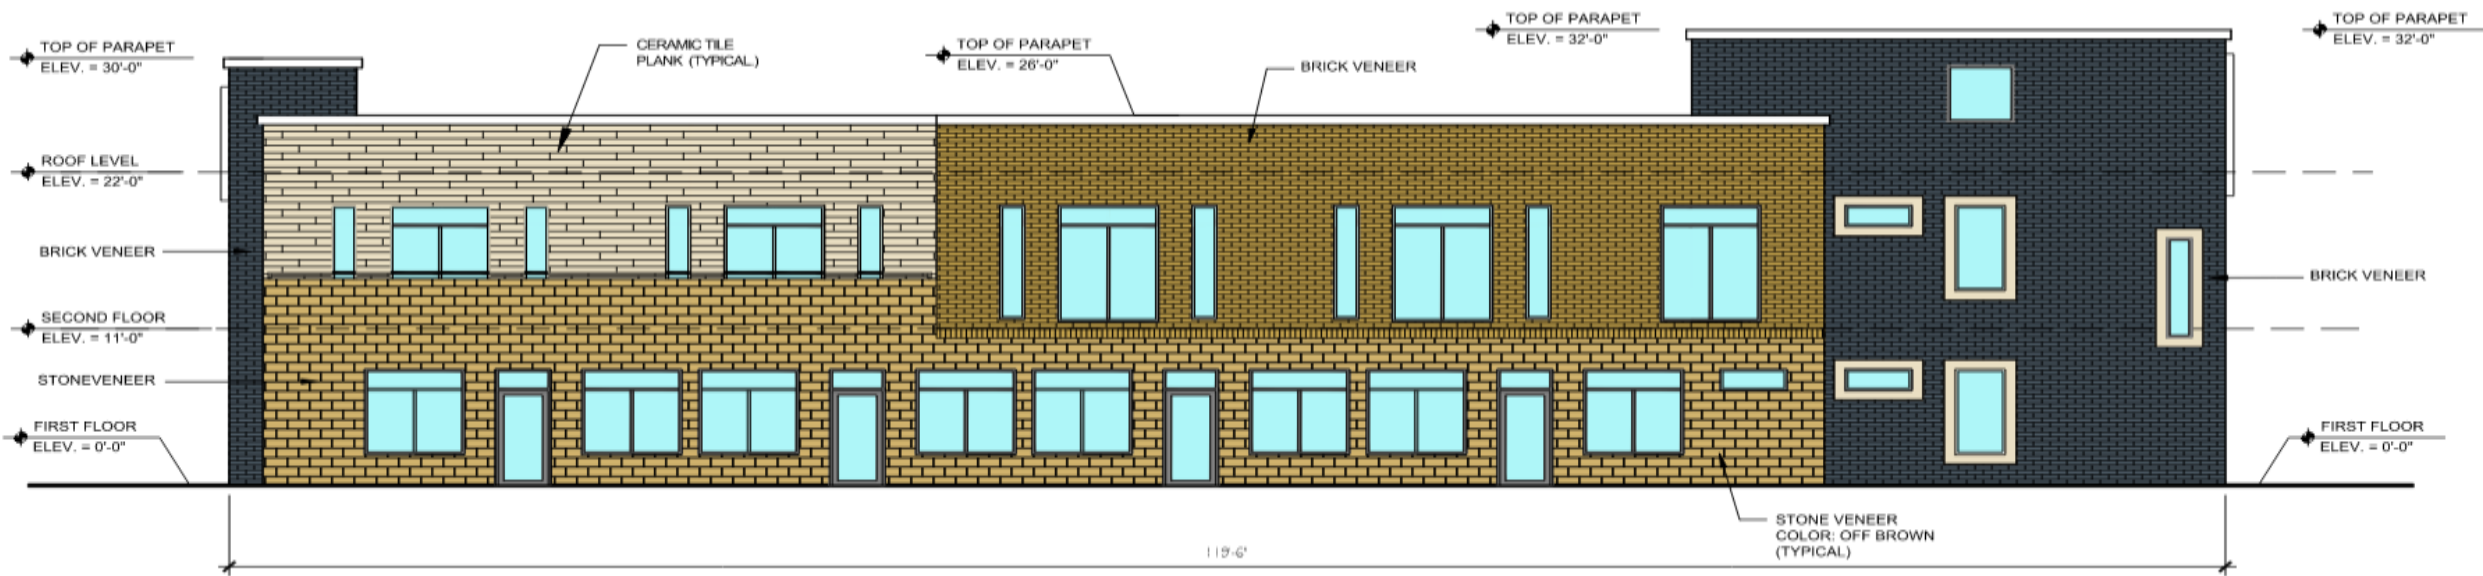 TOP OF PARAPET
ELEV. = 30'-0"
CERAMIC TILE
PLANK (TYPICAL.)
TOP OF PARAPET
ELEV. = 26'-0"
BRICK VENEER
TOP OF PARAPET
ELEV. = 32'-0"
TOP OF PARAPET
ELEV. = 32'-0"
ROOF LEVEL
ELEV. = 22'-0"
BRICK VENEER
BRICK VENEER
SECOND FLOOR
ELEV. = 11'-0"
STONEVENEER
FIRST FLOOR
ELEV. = 0'-0"
FIRST FLOOR
ELEV. = 0'-0"
STONE VENEER
COLOR: OFF BROWN
(TYPICAL)
119-6'